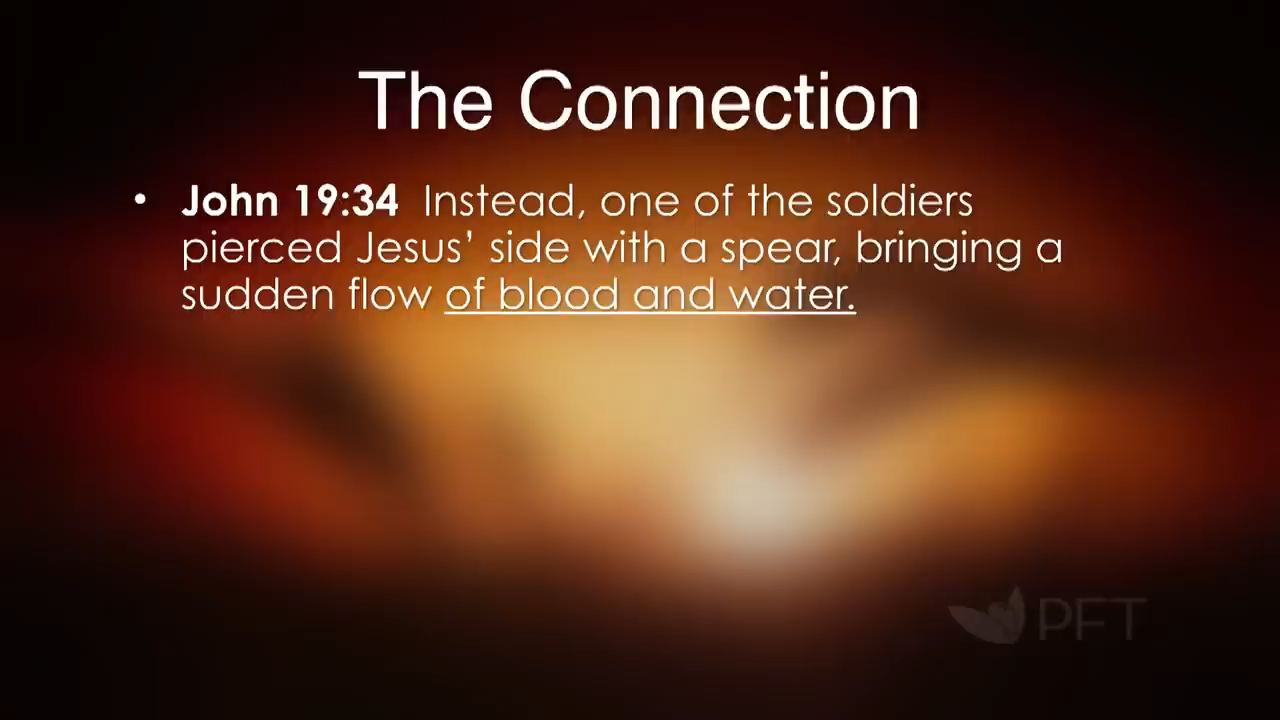 The Connection
• John 19:34  Instead, one of the soldiers
pierced Jesus’ side with a spear, bringing a
sudden flow of blood and water.
PFT